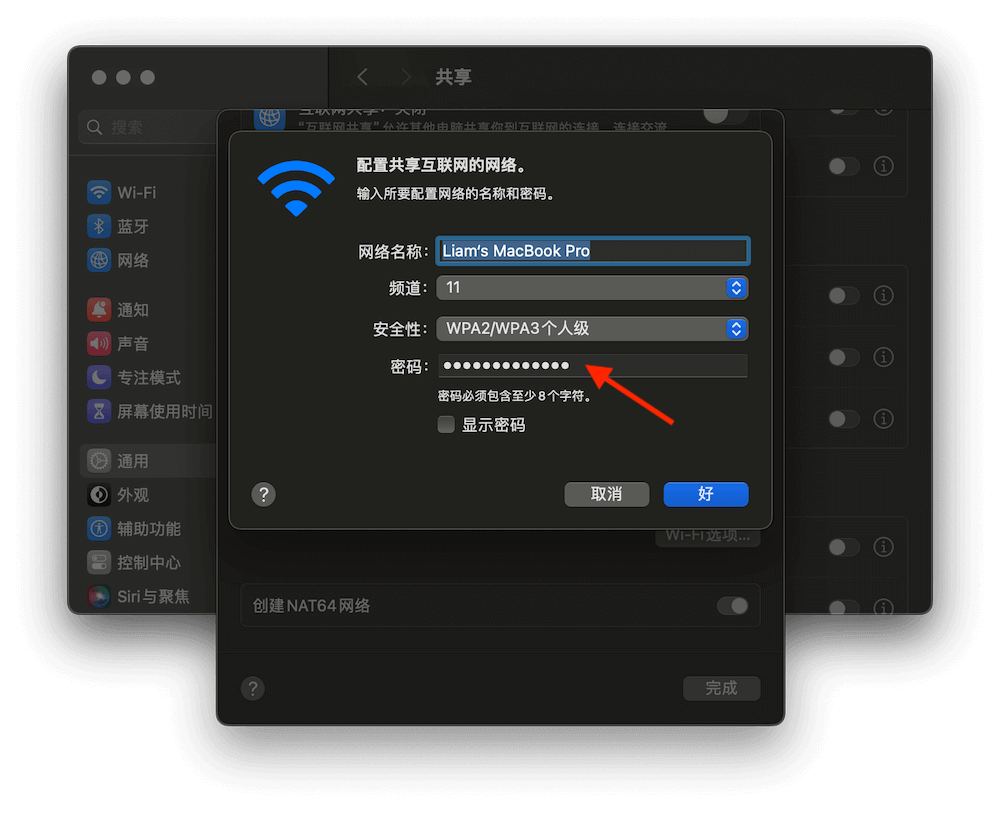 共享
搜索
互联网共享：关闭
“互联网共享”允许其他电脑共享你到互联网的连接。连接交流
Wi-Fi
蓝牙
网络
通知
声音
专注模式
屏幕使用时间
通用
外观
辅助功能
控制中心
Siri与聚焦
配置共享互联网的网络。
输入所要配置网络的名称和密码。
网络名称： Liam‘s MacBook Pro
频道： 11
安全性： WPA2/WPA3个人级
密码： •••••••••••••
密码必须包含至少8个字符。
显示密码
?
取消
好
Wi-Fi选项...
创建NAT64网络
?
完成